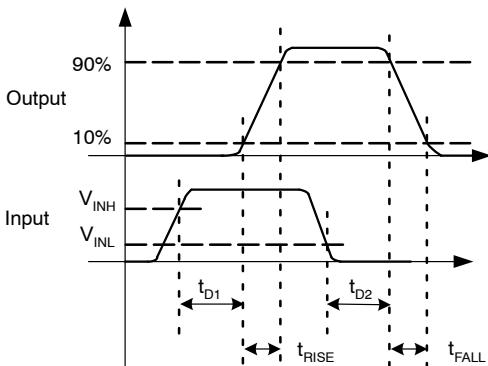 90%
Output
10%
Input
V_INH
V_INL
t_D1
t_D2
t_RISE
t_FALL